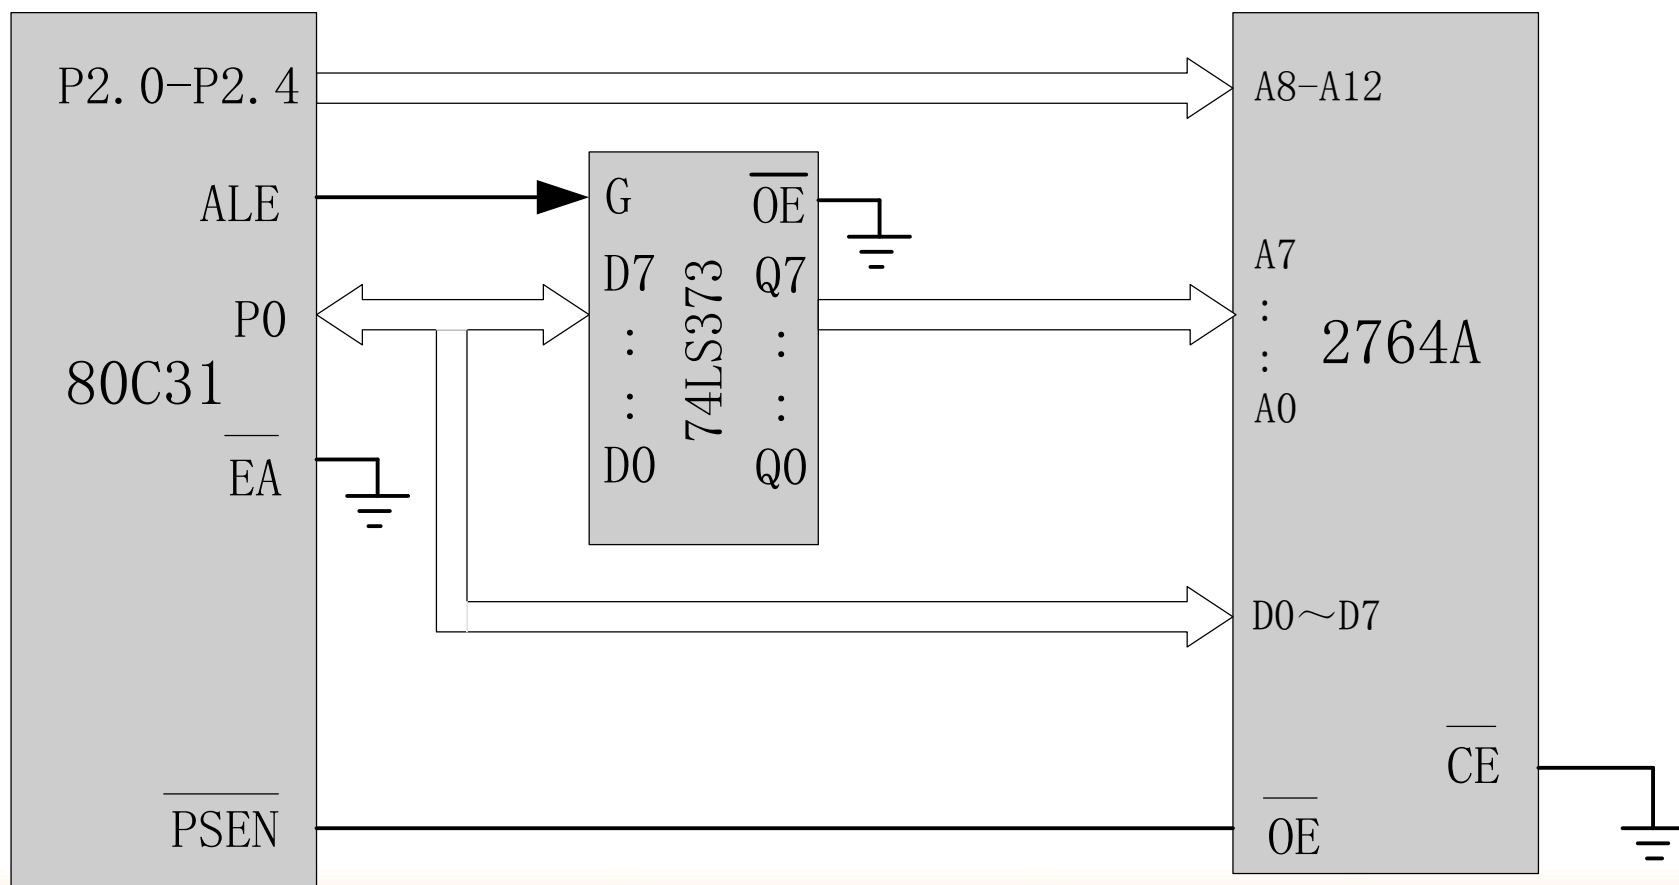 P2.0-P2.4
ALE
P0
80C31
EA
PSEN
G
OE
D7
Q7
74LS373
D0
Q0
A8-A12
A7
2764A
A0
D0～D7
CE
OE